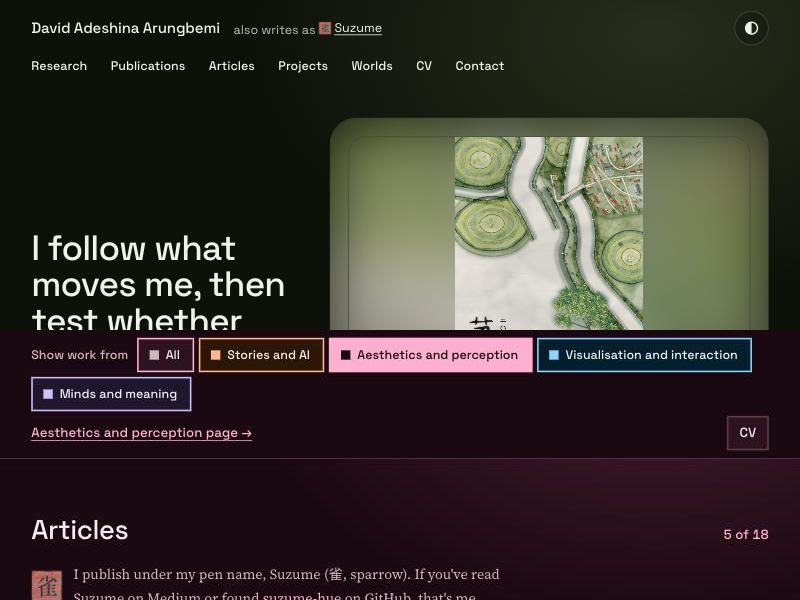 David Adeshina Arungbemi also writes as Suzume
Research Publications Articles Projects Worlds CV Contact
I follow what
moves me, then
test whether
Show work from All Stories and AI Aesthetics and perception Visualisation and interaction
Minds and meaning
Aesthetics and perception page → CV
Articles 5 of 18
雀 I publish under my pen name, Suzume (雀, sparrow). If you've read
Suzume on Medium or found suzume-hue on GitHub, that's me.